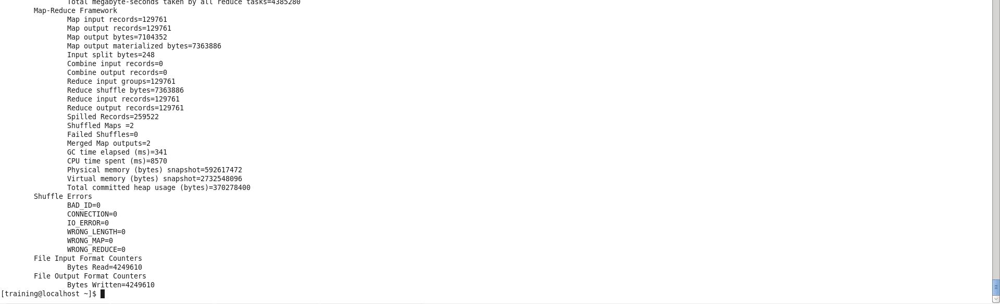 Total megabyte-seconds taken by all reduce tasks=4385280
Map-Reduce Framework
Map input records=129761
Map output records=129761
Map output bytes=7104352
Map output materialized bytes=7363886
Input split bytes=248
Combine input records=0
Combine output records=0
Reduce input groups=129761
Reduce shuffle bytes=7363886
Reduce input records=129761
Reduce output records=129761
Spilled Records=259522
Shuffled Maps =2
Failed Shuffles=0
Merged Map outputs=2
GC time elapsed (ms)=341
CPU time spent (ms)=8570
Physical memory (bytes) snapshot=592617472
Virtual memory (bytes) snapshot=2732548096
Total committed heap usage (bytes)=370278400
Shuffle Errors
BAD_ID=0
CONNECTION=0
IO_ERROR=0
WRONG_LENGTH=0
WRONG_MAP=0
WRONG_REDUCE=0
File Input Format Counters
Bytes Read=4249610
File Output Format Counters
Bytes Written=4249610
[training@localhost ~]$